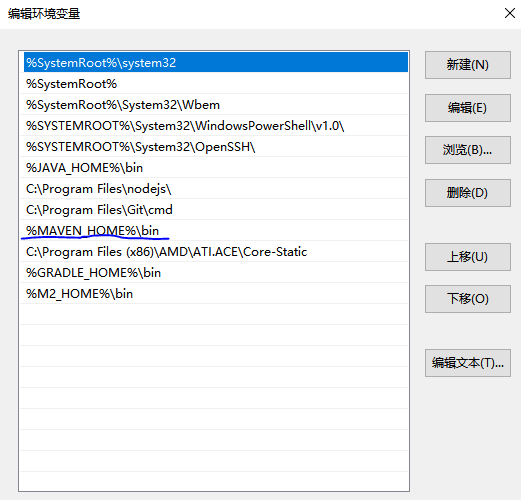 编辑环境变量
%SystemRoot%\system32
%SystemRoot%
%SystemRoot%\System32\Wbem
%SYSTEMROOT%\System32\WindowsPowerShell\v1.0\
%SYSTEMROOT%\System32\OpenSSH\
%JAVA_HOME%\bin
C:\Program Files\nodejs\
C:\Program Files\Git\cmd
%MAVEN_HOME%\bin
C:\Program Files (x86)\AMD\ATI.ACE\Core-Static
%GRADLE_HOME%\bin
%M2_HOME%\bin
新建(N)
编辑(E)
浏览(B)...
删除(D)
上移(U)
下移(O)
编辑文本(T)...